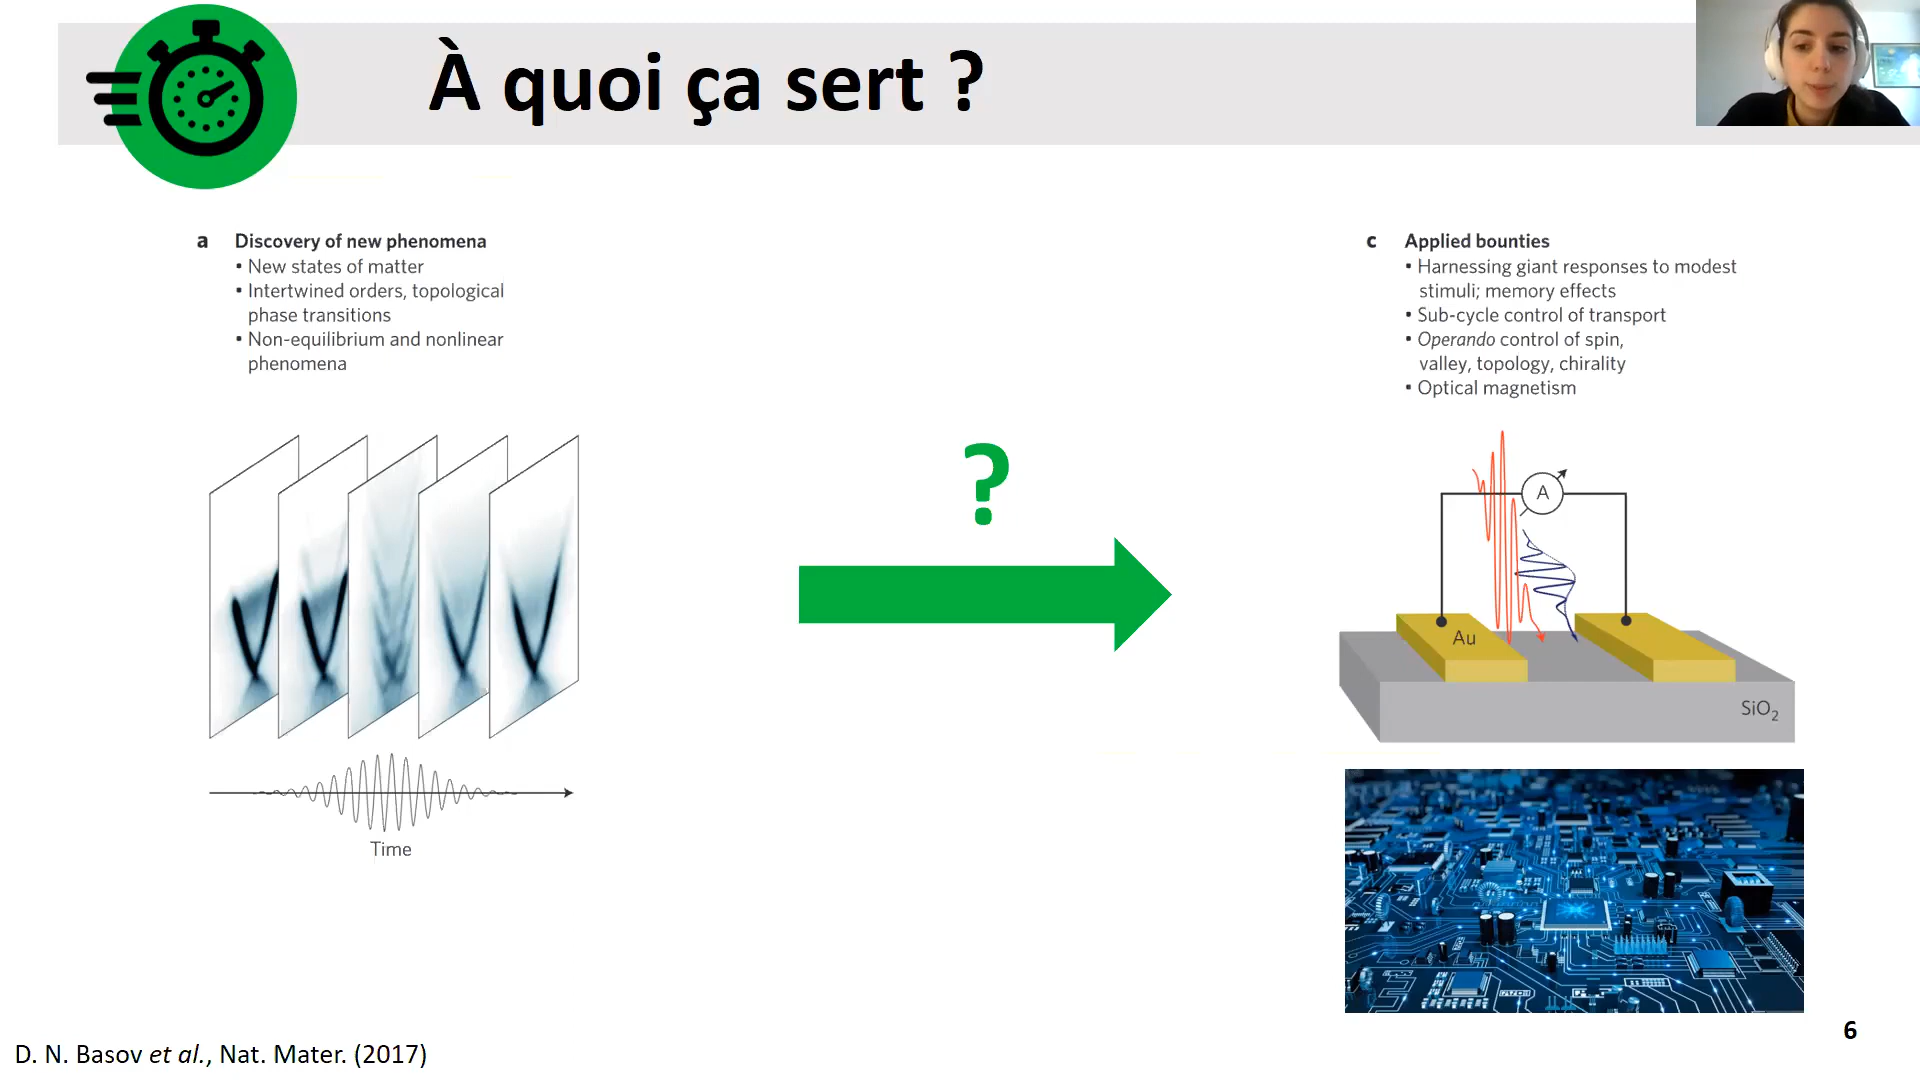 À quoi ça sert ?
a Discovery of new phenomena
• New states of matter
• Intertwined orders, topological
phase transitions
• Non-equilibrium and nonlinear
phenomena
Time
?
c Applied bounties
• Harnessing giant responses to modest
stimuli; memory effects
• Sub-cycle control of transport
• Operando control of spin,
valley, topology, chirality
• Optical magnetism
A
Au
SiO₂
6
D. N. Basov et al., Nat. Mater. (2017)